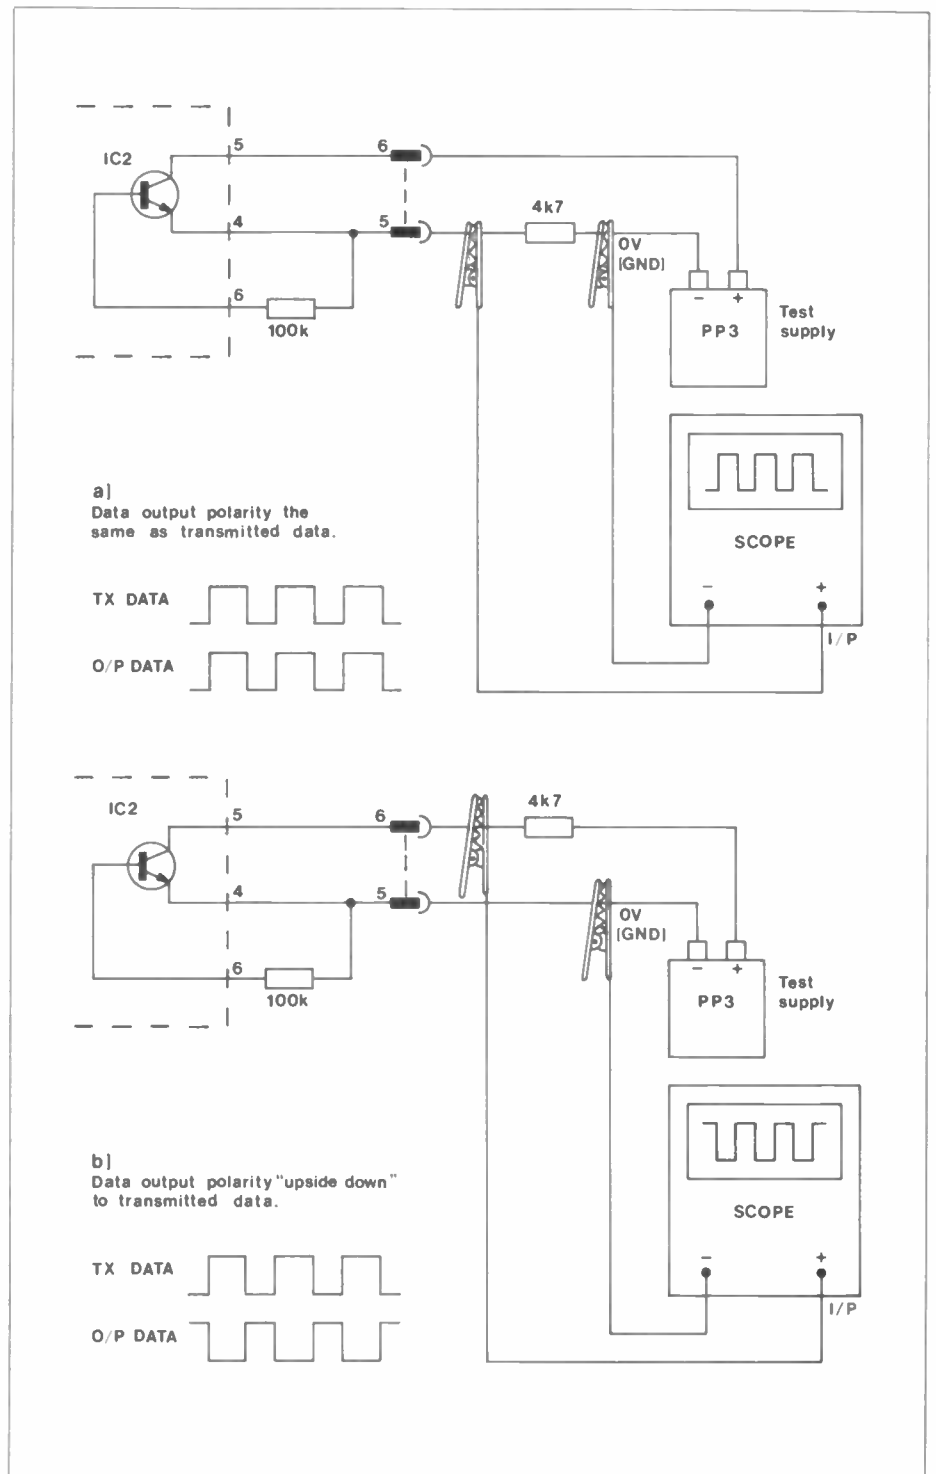 IC2
5
6
4
5
4k7
0V
[GND]
6
100k
- +
PP3
Test
supply
a]
Data output polarity the
same as transmitted data.
SCOPE
TX DATA
- +
I/P
O/P DATA
IC2
5
6
4k7
4
5
0V
[GND]
6
100k
- +
PP3
Test
supply
b]
Data output polarity "upside down"
to transmitted data.
SCOPE
TX DATA
- +
I/P
O/P DATA